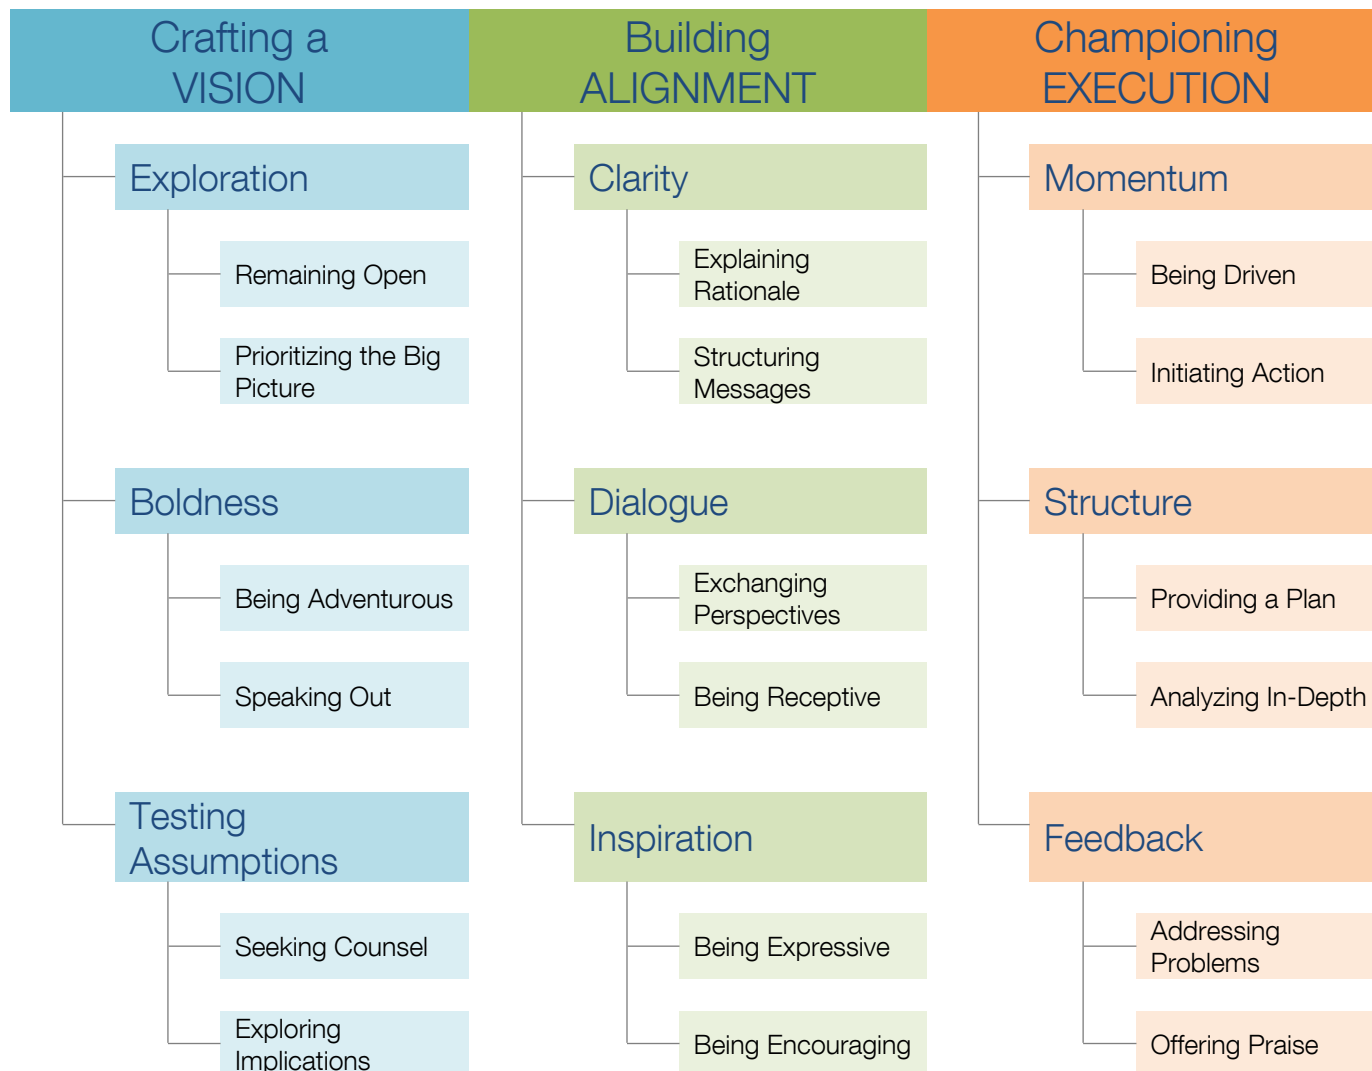 Crafting a
VISION
Exploration
Remaining Open
Prioritizing the Big
Picture
Boldness
Being Adventurous
Speaking Out
Testing
Assumptions
Seeking Counsel
Exploring
Implications
Building
ALIGNMENT
Clarity
Explaining
Rationale
Structuring
Messages
Dialogue
Exchanging
Perspectives
Being Receptive
Inspiration
Being Expressive
Being Encouraging
Championing
EXECUTION
Momentum
Being Driven
Initiating Action
Structure
Providing a Plan
Analyzing In-Depth
Feedback
Addressing
Problems
Offering Praise